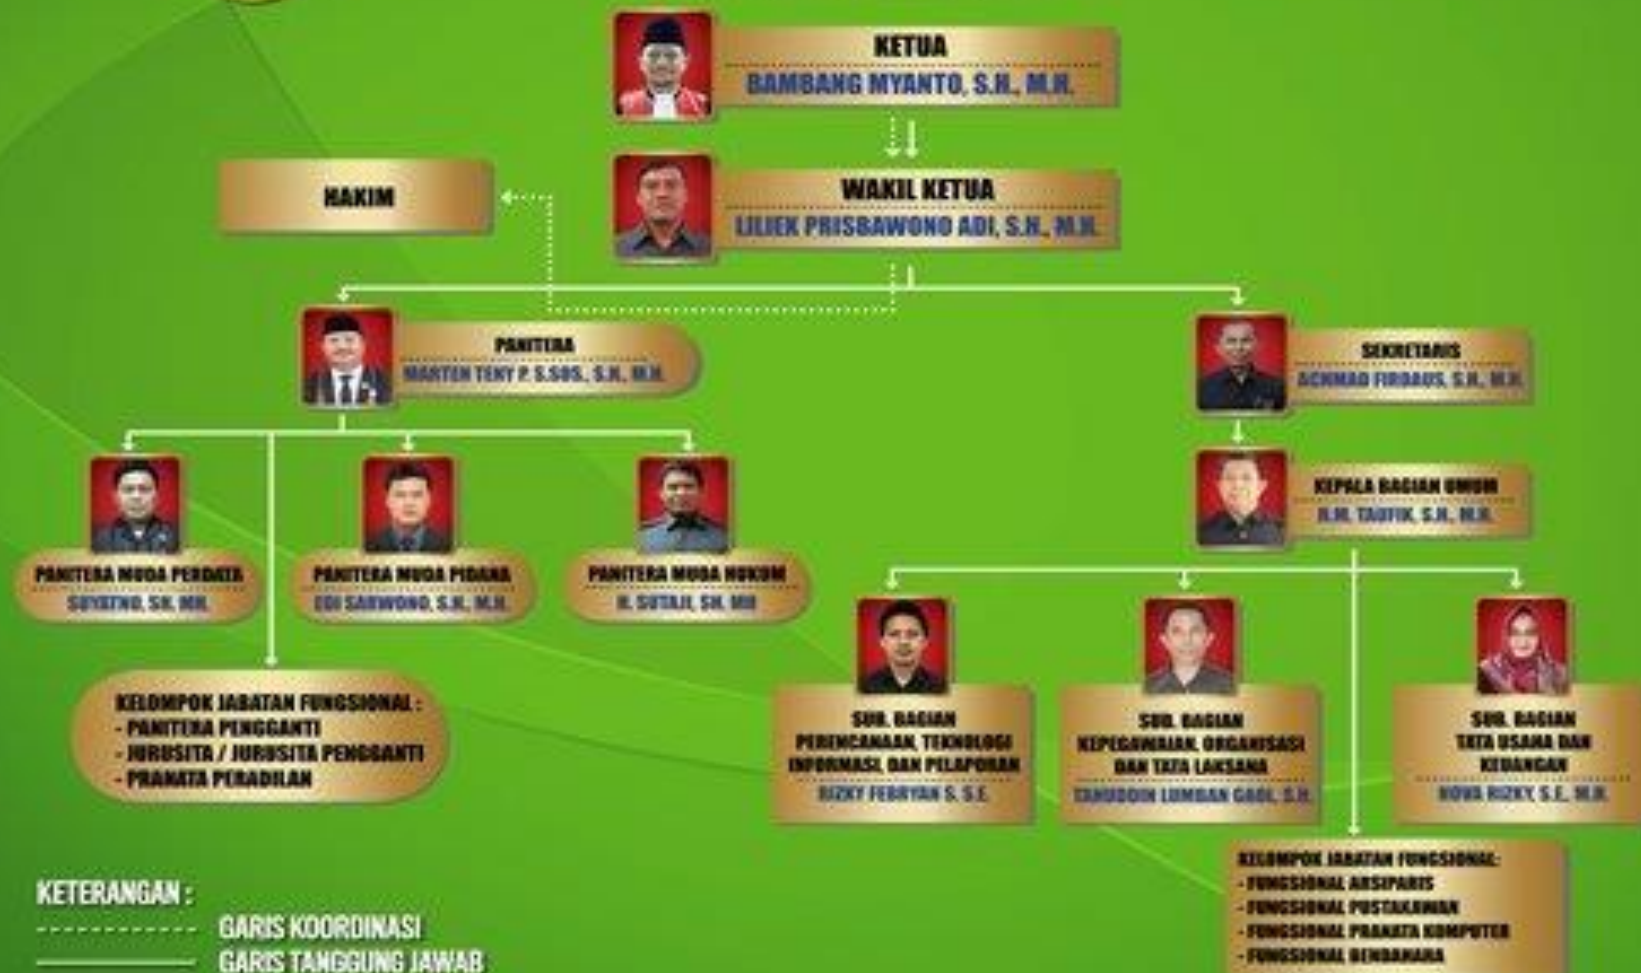 KETUA
BAMBANG MYANTO, S.H., M.H.
HAKIM
WAKIL KETUA
LILIEK PRISBAWONO ADI, S.H., M.H.
PANITERA
MARTEN TENY P. S.SOS., S.H., M.H.
SEKRETARIS
ACHMAD FIRDAUS, S.H., M.H.
KEPALA BAGIAN UMUM
H.M. TAUFIK, S.H., M.H.
PANITERA MUDA PERDATA
SUYATNO, SH. MH.
PANITERA MUDA PIDANA
EDI SARWONO, S.H., M.H.
PANITERA MUDA HUKUM
H. SUTAJI, SH. MH
KELOMPOK JABATAN FUNGSIONAL :
- PANITERA PENGGANTI
- JURUSITA / JURUSITA PENGGANTI
- PRANATA PERADILAN
SUB. BAGIAN
PERENCANAAN, TEKNOLOGI
INFORMASI, DAN PELAPORAN
RIZKY FEBRYAN S. S.E.
SUB. BAGIAN
KEPEGAWAIAN, ORGANISASI
DAN TATA LAKSANA
TAHUDDIN LUMBAN GAOL, S.H.
SUB. BAGIAN
TATA USAHA DAN
KEUANGAN
NOVA RIZKY, S.E., M.H.
KELOMPOK JABATAN FUNGSIONAL:
- FUNGSIONAL ARSIPARIS
- FUNGSIONAL PUSTAKAWAN
- FUNGSIONAL PRANATA KOMPUTER
- FUNGSIONAL BENDAHARA
KETERANGAN :
GARIS KOORDINASI
GARIS TANGGUNG JAWAB